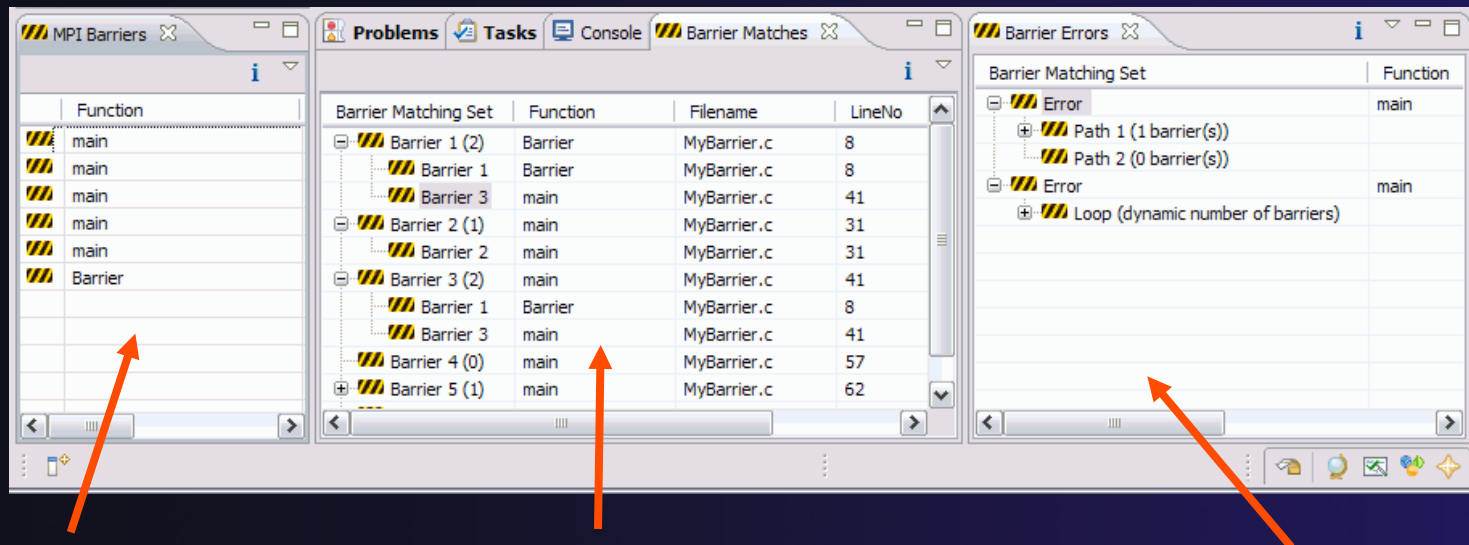 MPI Barriers
Function
main
main
main
main
main
Barrier
Problems Tasks Console Barrier Matches
i
Barrier Matching Set Function Filename LineNo
Barrier 1 (2) Barrier MyBarrier.c 8
Barrier 1 Barrier MyBarrier.c 8
Barrier 3 main MyBarrier.c 41
Barrier 2 (1) main MyBarrier.c 31
Barrier 2 main MyBarrier.c 31
Barrier 3 (2) main MyBarrier.c 41
Barrier 1 Barrier MyBarrier.c 8
Barrier 3 main MyBarrier.c 41
Barrier 4 (0) main MyBarrier.c 57
Barrier 5 (1) main MyBarrier.c 62
Barrier Errors
Barrier Matching Set Function
Error main
Path 1 (1 barrier(s))
Path 2 (0 barrier(s))
Error main
Loop (dynamic number of barriers)